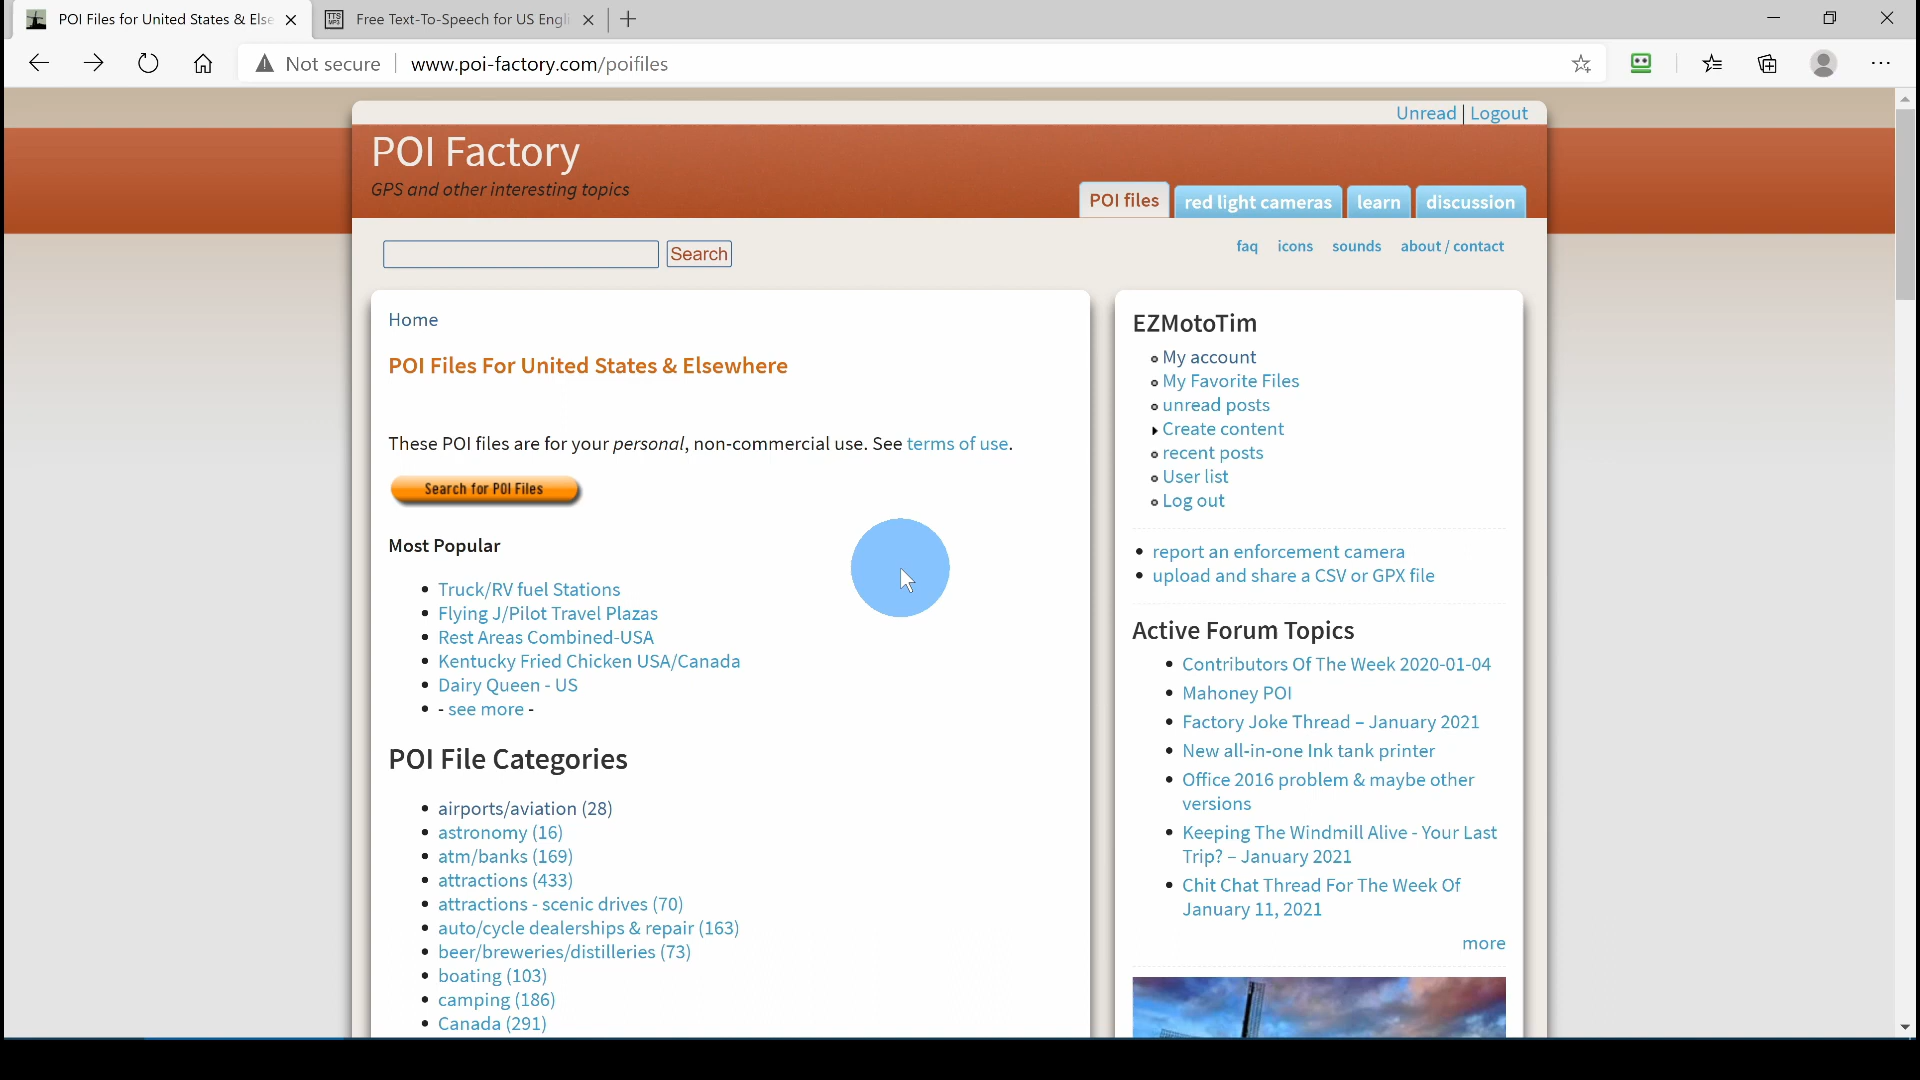 POI Files for United States & Else
Free Text-To-Speech for US Engli
TTS
MP3
Not secure
www.poi-factory.com/poifiles
Unread | Logout
POI Factory
GPS and other interesting topics
POI files
red light cameras
learn
discussion
Search
faq
icons
sounds
about / contact
Home
POI Files For United States & Elsewhere
These POI files are for your personal, non-commercial use. See terms of use.
Search for POI Files
Most Popular
Truck/RV fuel Stations
Flying J/Pilot Travel Plazas
Rest Areas Combined-USA
Kentucky Fried Chicken USA/Canada
Dairy Queen - US
- see more -
POI File Categories
airports/aviation (28)
astronomy (16)
atm/banks (169)
attractions (433)
attractions - scenic drives (70)
auto/cycle dealerships & repair (163)
beer/breweries/distilleries (73)
boating (103)
camping (186)
Canada (291)
EZMotoTim
My account
My Favorite Files
unread posts
Create content
recent posts
User list
Log out
report an enforcement camera
upload and share a CSV or GPX file
Active Forum Topics
Contributors Of The Week 2020-01-04
Mahoney POI
Factory Joke Thread – January 2021
New all-in-one Ink tank printer
Office 2016 problem & maybe other
versions
Keeping The Windmill Alive - Your Last
Trip? – January 2021
Chit Chat Thread For The Week Of
January 11, 2021
more